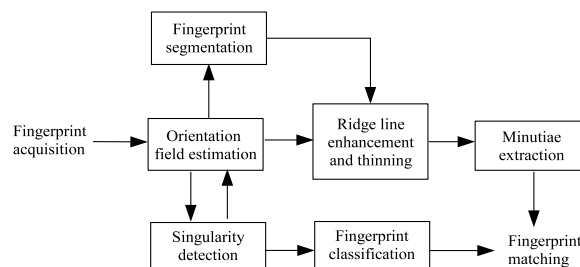 Fingerprint
segmentation
Fingerprint
acquisition
Orientation
field estimation
Ridge line
enhancement
and thinning
Minutiae
extraction
Singularity
detection
Fingerprint
classification
Fingerprint
matching